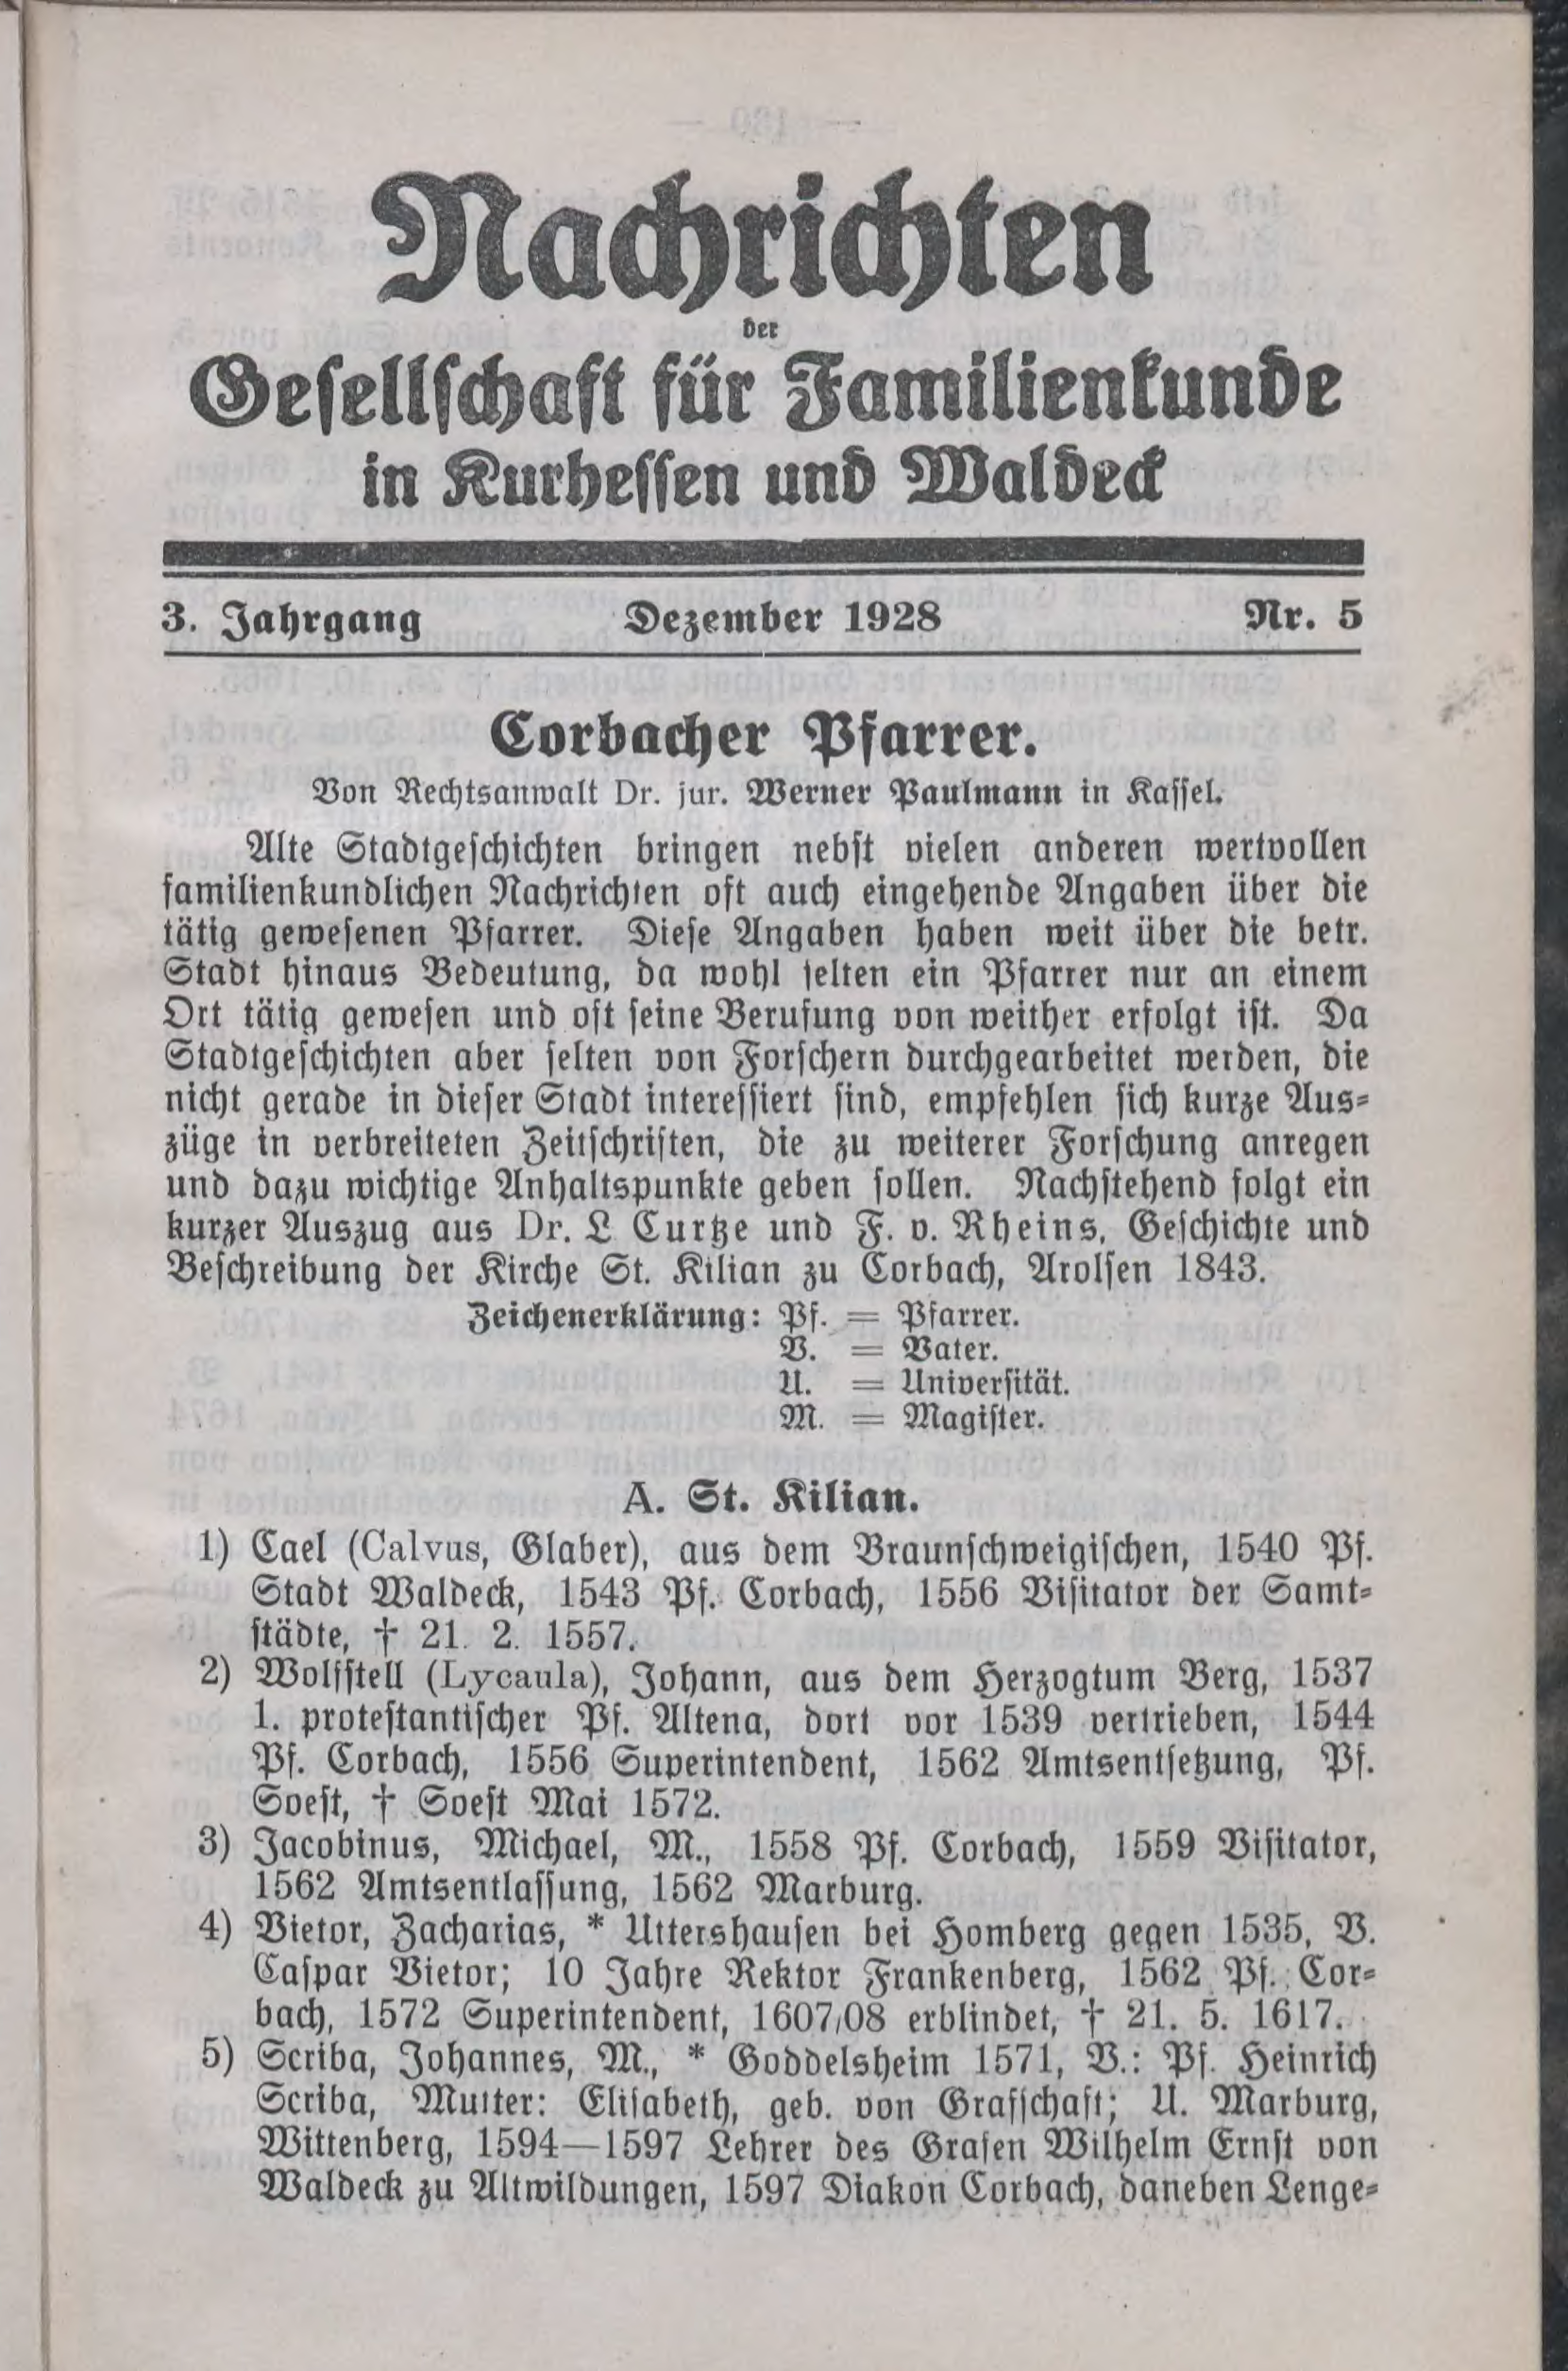 Nachrichten
der
Gesellschaft für Familienkunde
in Kurhessen und Waldeck
3. Jahrgang Dezember 1928 Nr. 5
Corbacher Pfarrer.
Von Rechtsanwalt Dr. jur. Werner Paulmann in Kassel.
Alte Stadtgeschichten bringen nebst vielen anderen wertvollen
familienkundlichen Nachrichten oft auch eingehende Angaben über die
tätig gewesenen Pfarrer. Diese Angaben haben weit über die betr.
Stadt hinaus Bedeutung, da wohl selten ein Pfarrer nur an einem
Ort tätig gewesen und oft seine Berufung von weither erfolgt ist. Da
Stadtgeschichten aber selten von Forschern durchgearbeitet werden, die
nicht gerade in dieser Stadt interessiert sind, empfehlen sich kurze Aus-
züge in verbreiteten Zeitschriften, die zu weiterer Forschung anregen
und dazu wichtige Anhaltspunkte geben sollen. Nachstehend folgt ein
kurzer Auszug aus Dr. L Curtze und F. v. Rheins, Geschichte und
Beschreibung der Kirche St. Kilian zu Corbach, Arolsen 1843.
Zeichenerklärung: Pf. = Pfarrer.
V. = Vater.
U. = Universität.
M. = Magister.
A. St. Kilian.
1) Cael (Calvus, Glaber), aus dem Braunschweigischen, 1540 Pf.
Stadt Waldeck, 1543 Pf. Corbach, 1556 Visitator der Samt-
städte, † 21. 2. 1557.
2) Wolfstell (Lycaula), Johann, aus dem Herzogtum Berg, 1537
1. protestantischer Pf. Altena, dort vor 1539 vertrieben, 1544
Pf. Corbach, 1556 Superintendent, 1562 Amtsentsetzung, Pf.
Soest, † Soest Mai 1572.
3) Jacobinus, Michael, M., 1558 Pf. Corbach, 1559 Visitator,
1562 Amtsentlassung, 1562 Marburg.
4) Vietor, Zacharias, * Uttershausen bei Homberg gegen 1535, V.
Caspar Vietor; 10 Jahre Rektor Frankenberg, 1562 Pf. Cor-
bach, 1572 Superintendent, 1607/08 erblindet, † 21. 5. 1617.
5) Scriba, Johannes, M., * Goddelsheim 1571, V.: Pf. Heinrich
Scriba, Mutter: Elisabeth, geb. von Grafschaft; U. Marburg,
Wittenberg, 1594—1597 Lehrer des Grafen Wilhelm Ernst von
Waldeck zu Altwildungen, 1597 Diakon Corbach, daneben Lenge-